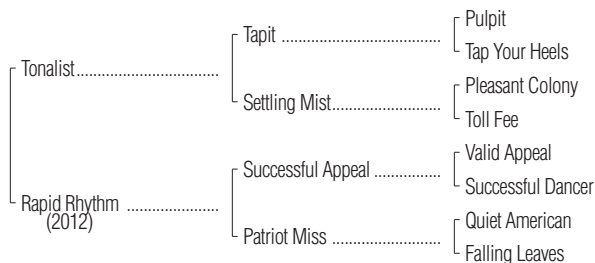 Pulpit
Tapit ........................................
Tap Your Heels
Tonalist....................................
Pleasant Colony
Settling Mist...........................
Toll Fee
Valid Appeal
Successful Appeal ................
Successful Dancer
Rapid Rhythm .......................
(2012)
Quiet American
Patriot Miss ...........................
Falling Leaves